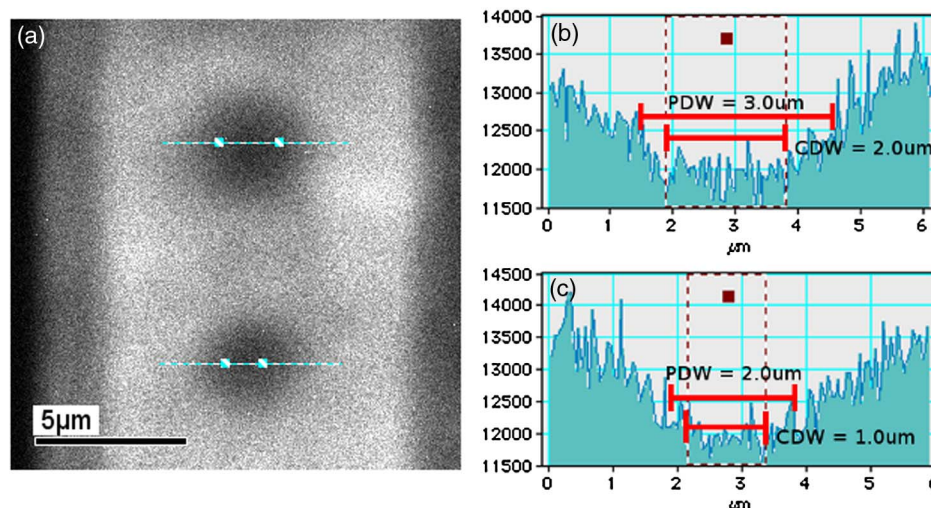 (a)
5µm
(b)
14000
13500
13000
12500
12000
11500
PDW = 3.0um
CDW = 2.0um
0 1 2 3 4 5 6
µm
(c)
14500
14000
13500
13000
12500
12000
11500
PDW = 2.0um
CDW = 1.0um
0 1 2 3 4 5 6
µm